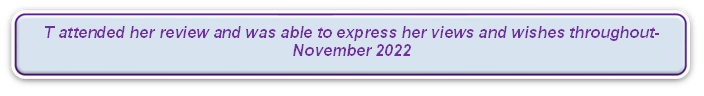 T attended her review and was able to express her views and wishes throughout-
November 2022